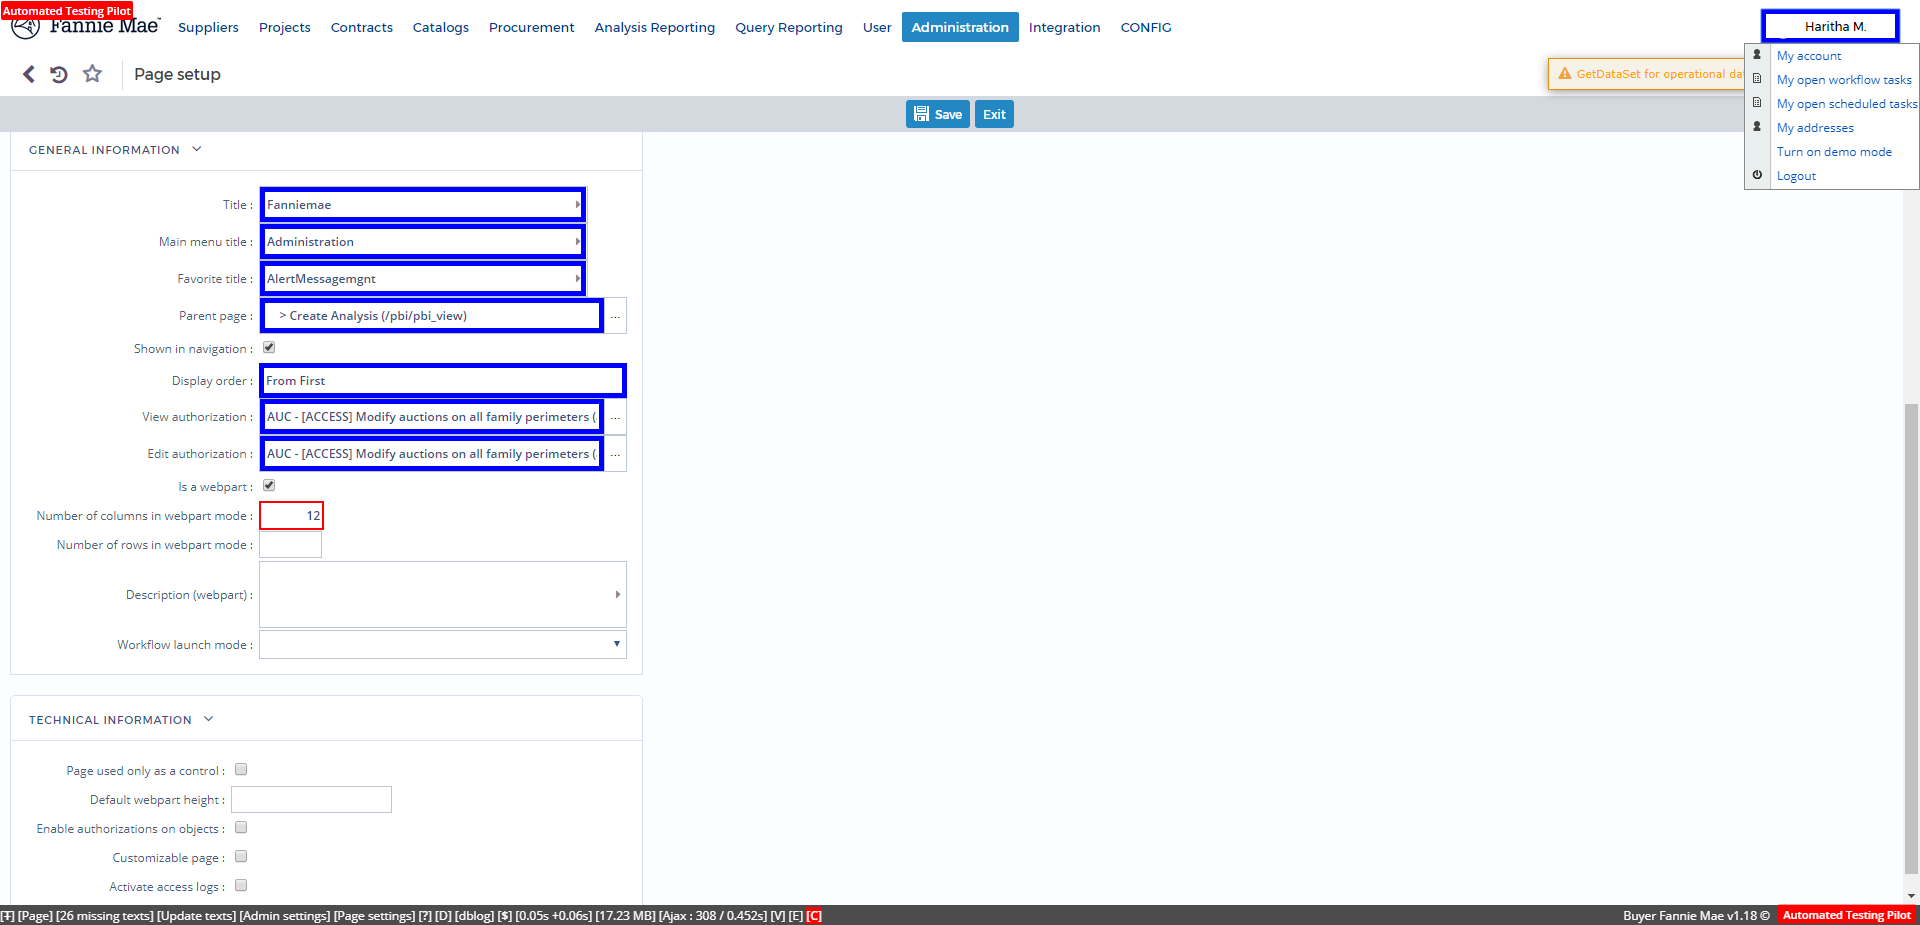 Automated Testing Pilot
Fannie Mae
Suppliers Projects Contracts Catalogs Procurement Analysis Reporting Query Reporting User Administration Integration CONFIG
Haritha M.
My account
My open workflow tasks
My open scheduled tasks
My addresses
Turn on demo mode
Logout
Page setup
GetDataSet for operational
Save Exit
GENERAL INFORMATION
Title : Fanniemae
Main menu title : Administration
Favorite title : AlertMessagemgnt
Parent page : > Create Analysis (/pbi/pbi_view) ...
Shown in navigation :
Display order : From First
View authorization : AUC - [ACCESS] Modify auctions on all family perimeters ( ...
Edit authorization : AUC - [ACCESS] Modify auctions on all family perimeters ( ...
Is a webpart :
Number of columns in webpart mode : 12
Number of rows in webpart mode :
Description (webpart) :
Workflow launch mode :
TECHNICAL INFORMATION
Page used only as a control :
Default webpart height :
Enable authorizations on objects :
Customizable page :
Activate access logs :
[T] [Page] [26 missing texts] [Update texts] [Admin settings] [Page settings] [?] [D] [dblog] [$] [0.05s +0.06s] [17.23 MB] [Ajax : 308 / 0.452s] [V] [E] [C]
Buyer Fannie Mae v1.18 © Automated Testing Pilot